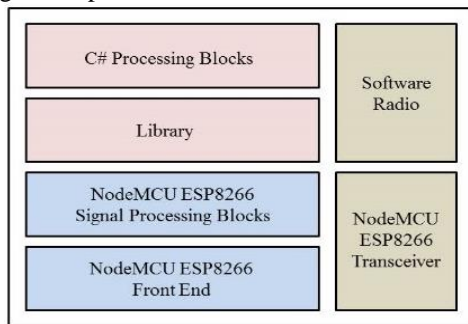 C# Processing Blocks
Library
NodeMCU ESP8266
Signal Processing Blocks
NodeMCU ESP8266
Front End
Software
Radio
NodeMCU
ESP8266
Transceiver